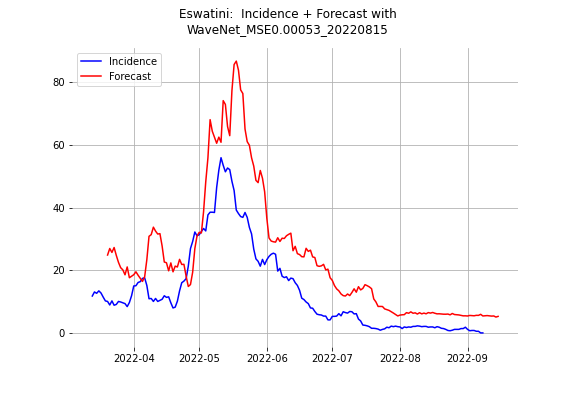 Eswatini:  Incidence + Forecast with
WaveNet_MSE0.00053_20220815
Incidence
Forecast
80
60
40
20
0
2022-04
2022-05
2022-06
2022-07
2022-08
2022-09